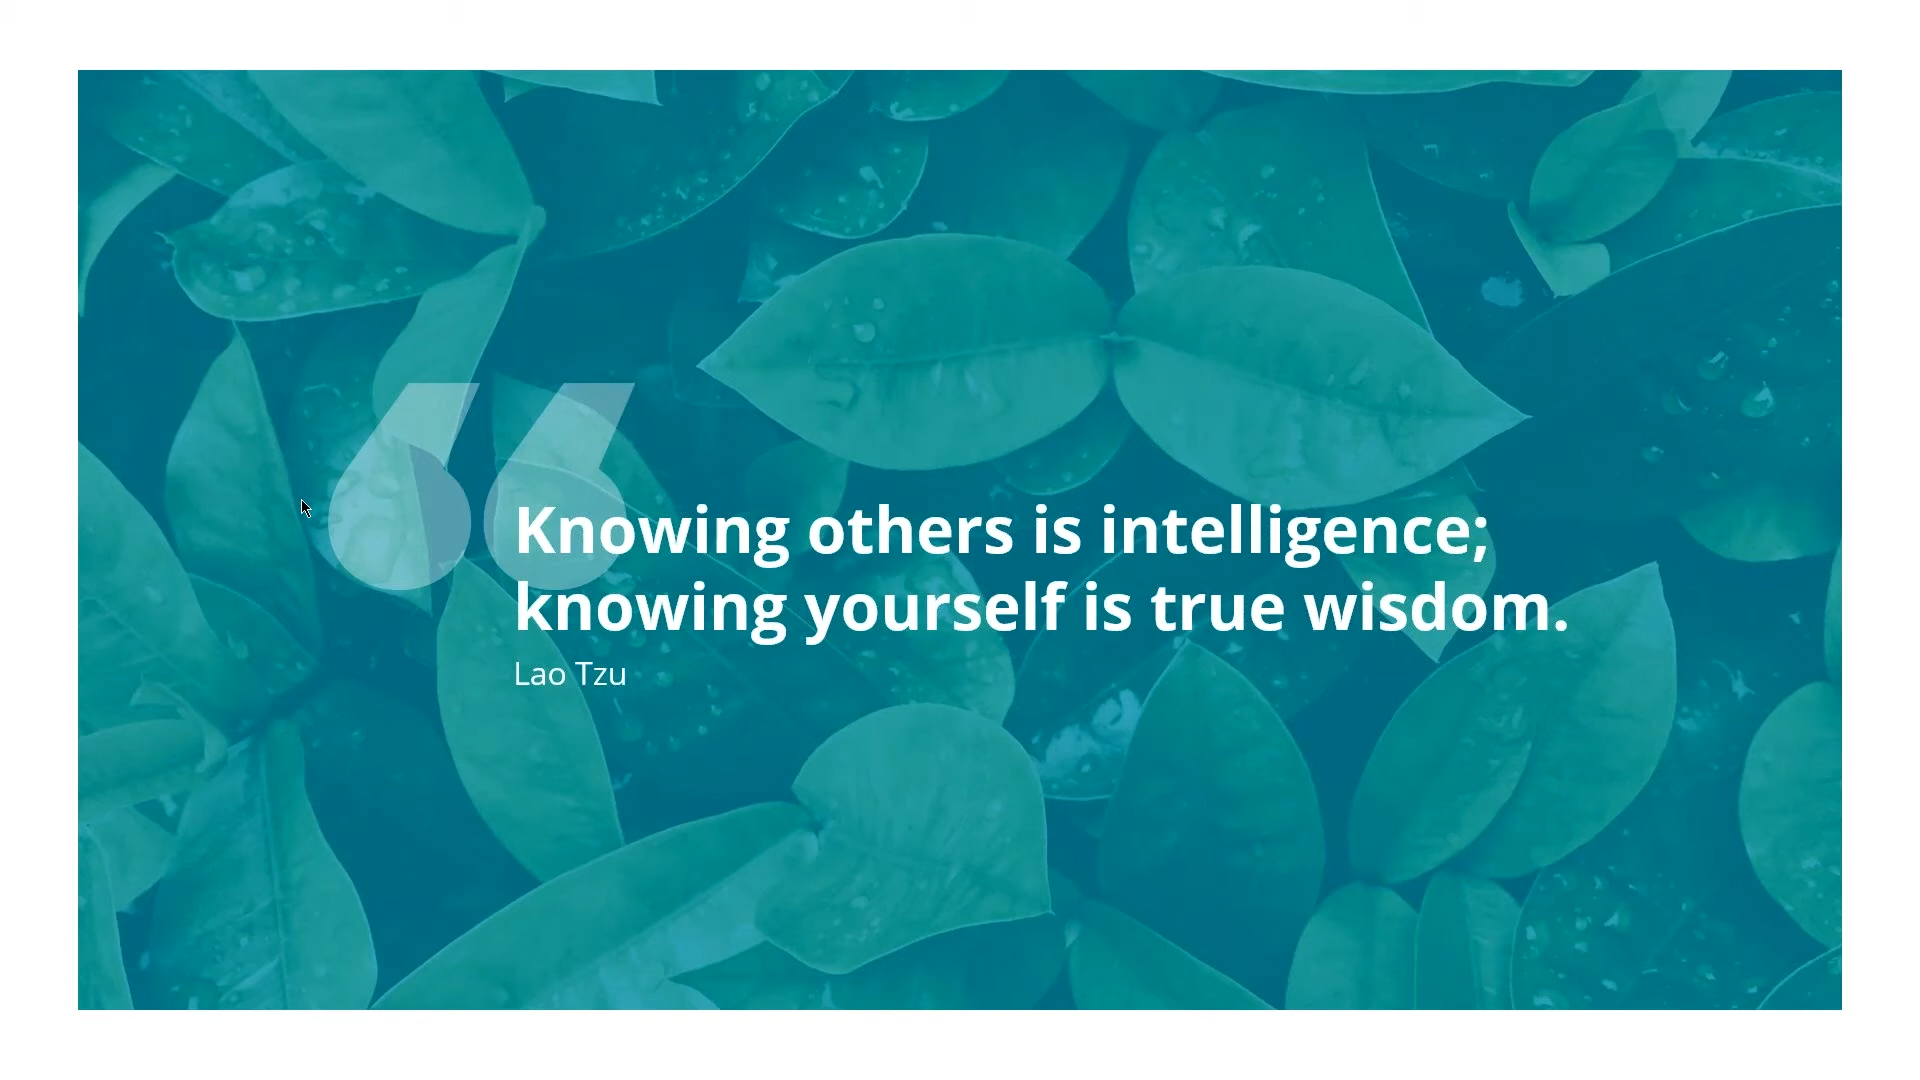 “
Knowing others is intelligence;
knowing yourself is true wisdom.
Lao Tzu